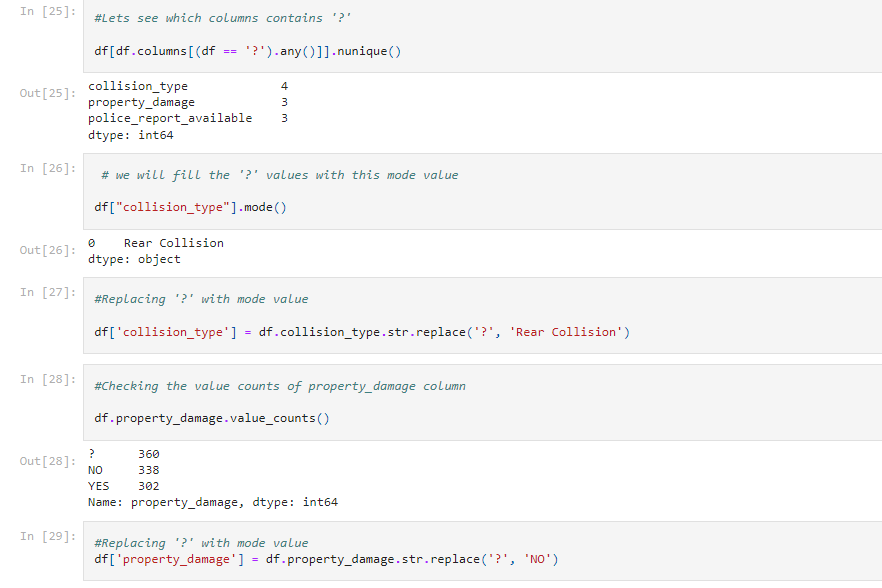 In [25]:
#Lets see which columns contains '?'
df[df.columns[(df == '?').any()]].nunique()
Out[25]:
collision_type 4
property_damage 3
police_report_available 3
dtype: int64
In [26]:
# we will fill the '?' values with this mode value
df["collision_type"].mode()
Out[26]:
0 Rear Collision
dtype: object
In [27]:
#Replacing '?' with mode value
df['collision_type'] = df.collision_type.str.replace('?', 'Rear Collision')
In [28]:
#Checking the value counts of property_damage column
df.property_damage.value_counts()
Out[28]:
? 360
NO 338
YES 302
Name: property_damage, dtype: int64
In [29]:
#Replacing '?' with mode value
df['property_damage'] = df.property_damage.str.replace('?', 'NO')